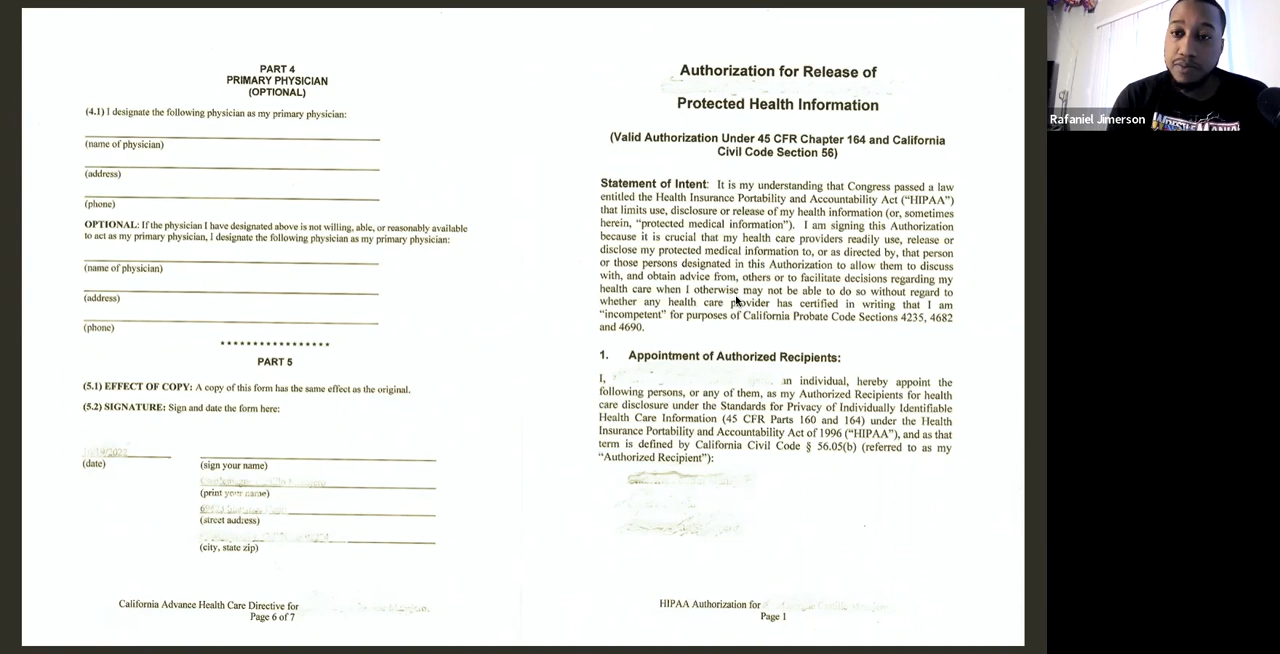 PART 4
PRIMARY PHYSICIAN
(OPTIONAL)
(4.1) I designate the following physician as my primary physician:
(name of physician)
(address)
(phone)
OPTIONAL: If the physician I have designated above is not willing, able, or reasonably available
to act as my primary physician, I designate the following physician as my primary physician:
(name of physician)
(address)
(phone)
* * * * * * * * * * * * * * * * *
PART 5
(5.1) EFFECT OF COPY: A copy of this form has the same effect as the original.
(5.2) SIGNATURE: Sign and date the form here:
(date)
(sign your name)
(print your name)
(street address)
(city, state zip)
California Advance Health Care Directive for
Page 6 of 7
Authorization for Release of
Protected Health Information
(Valid Authorization Under 45 CFR Chapter 164 and California
Civil Code Section 56)
Statement of Intent: It is my understanding that Congress passed a law
entitled the Health Insurance Portability and Accountability Act (“HIPAA”)
that limits use, disclosure or release of my health information (or, sometimes
herein, “protected medical information”). I am signing this Authorization
because it is crucial that my health care providers readily use, release or
disclose my protected medical information to, or as directed by, that person
or those persons designated in this Authorization to allow them to discuss
with, and obtain advice from, others or to facilitate decisions regarding my
health care when I otherwise may not be able to do so without regard to
whether any health care provider has certified in writing that I am
“incompetent” for purposes of California Probate Code Sections 4235, 4682
and 4690.
1. Appointment of Authorized Recipients:
I, an individual, hereby appoint the
following persons, or any of them, as my Authorized Recipients for health
care disclosure under the Standards for Privacy of Individually Identifiable
Health Care Information (45 CFR Parts 160 and 164) under the Health
Insurance Portability and Accountability Act of 1996 (“HIPAA”), and as that
term is defined by California Civil Code § 56.05(b) (referred to as my
“Authorized Recipient”):
HIPAA Authorization for
Page 1
Rafaniel Jimerson
WRESTLEMANIA